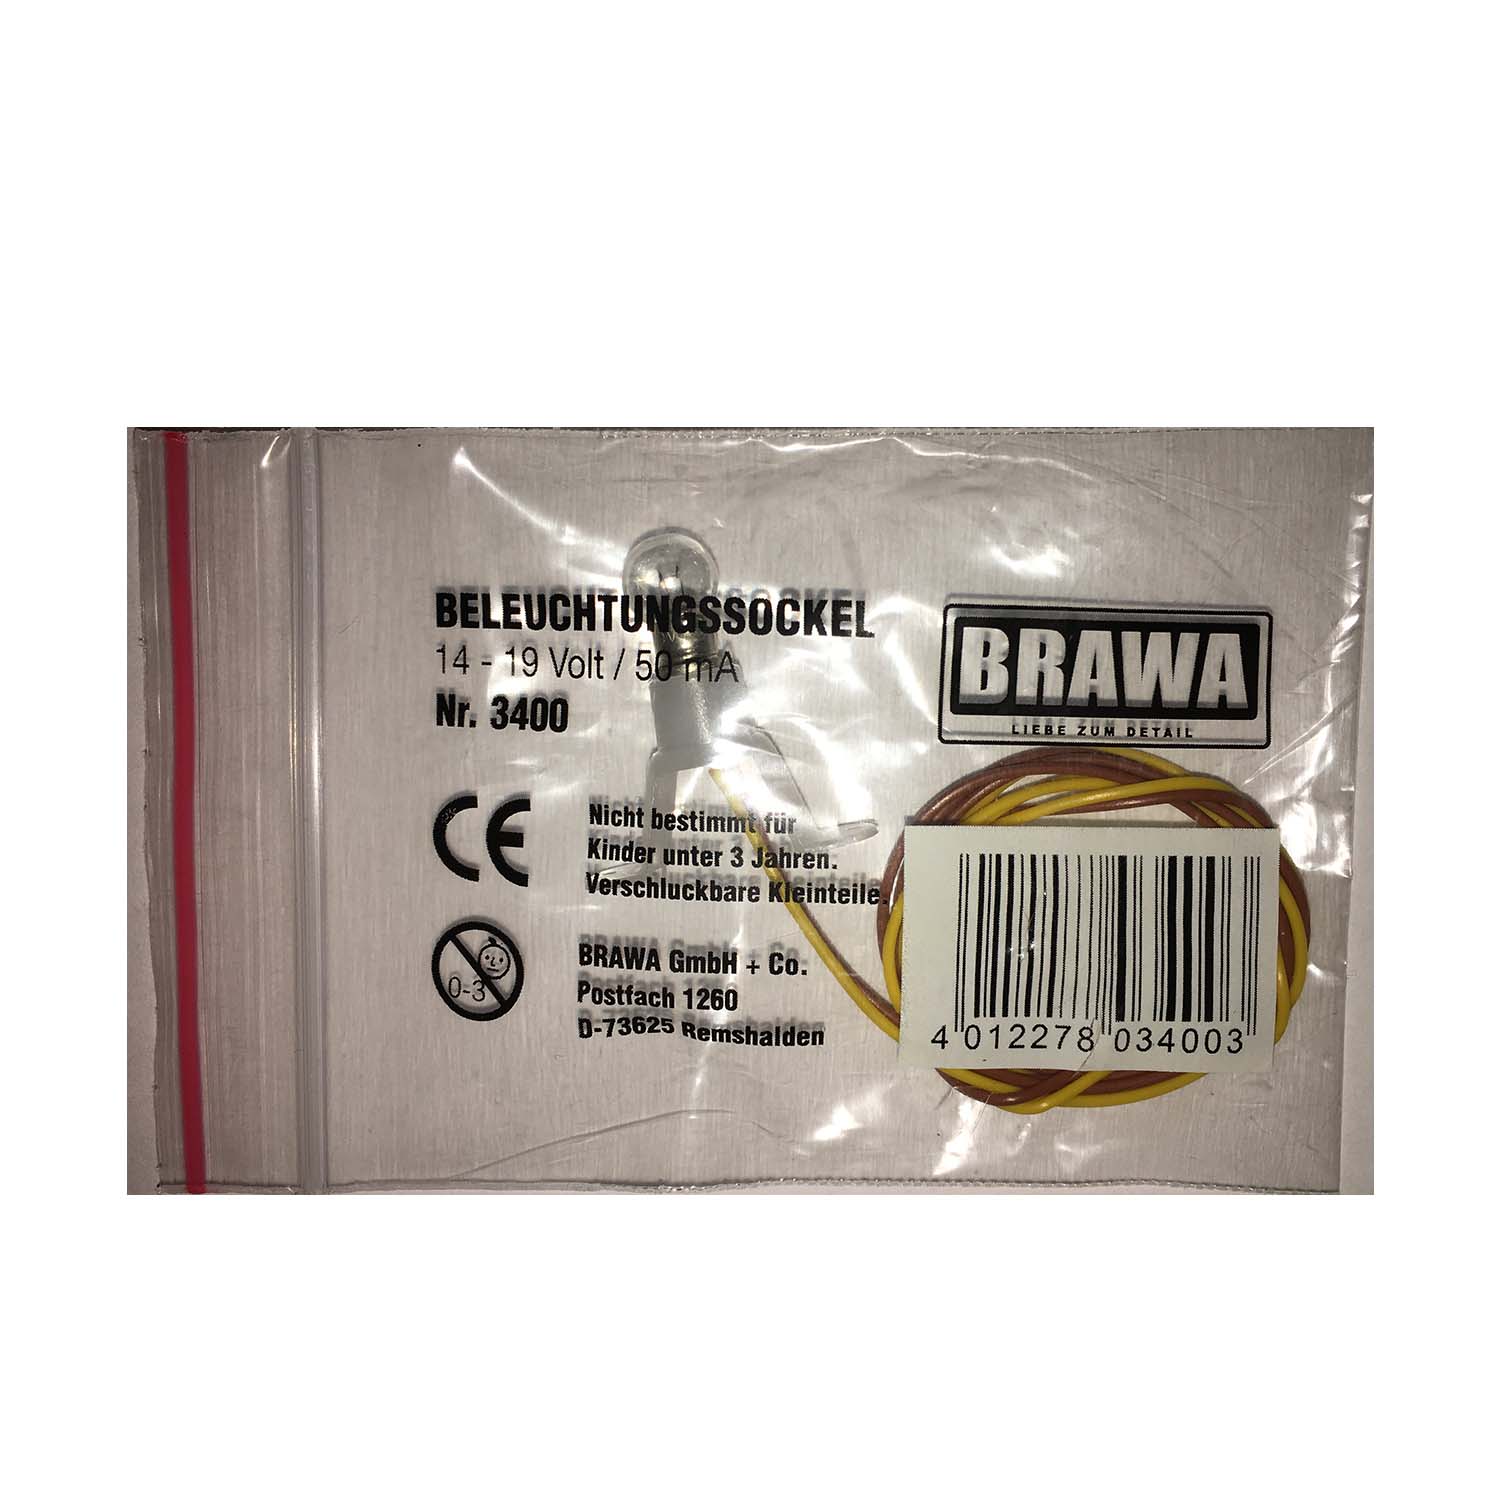 BELEUCHTUNGSSOCKEL
14 - 19 Volt / 50 mA
Nr. 3400
BRAWA
LIEBE ZUM DETAIL
CE
Nicht bestimmt für
Kinder unter 3 Jahren.
Verschluckbare Kleinteile.
0-3
BRAWA GmbH + Co.
Postfach 1260
D-73625 Remshalden
4 012278 034003